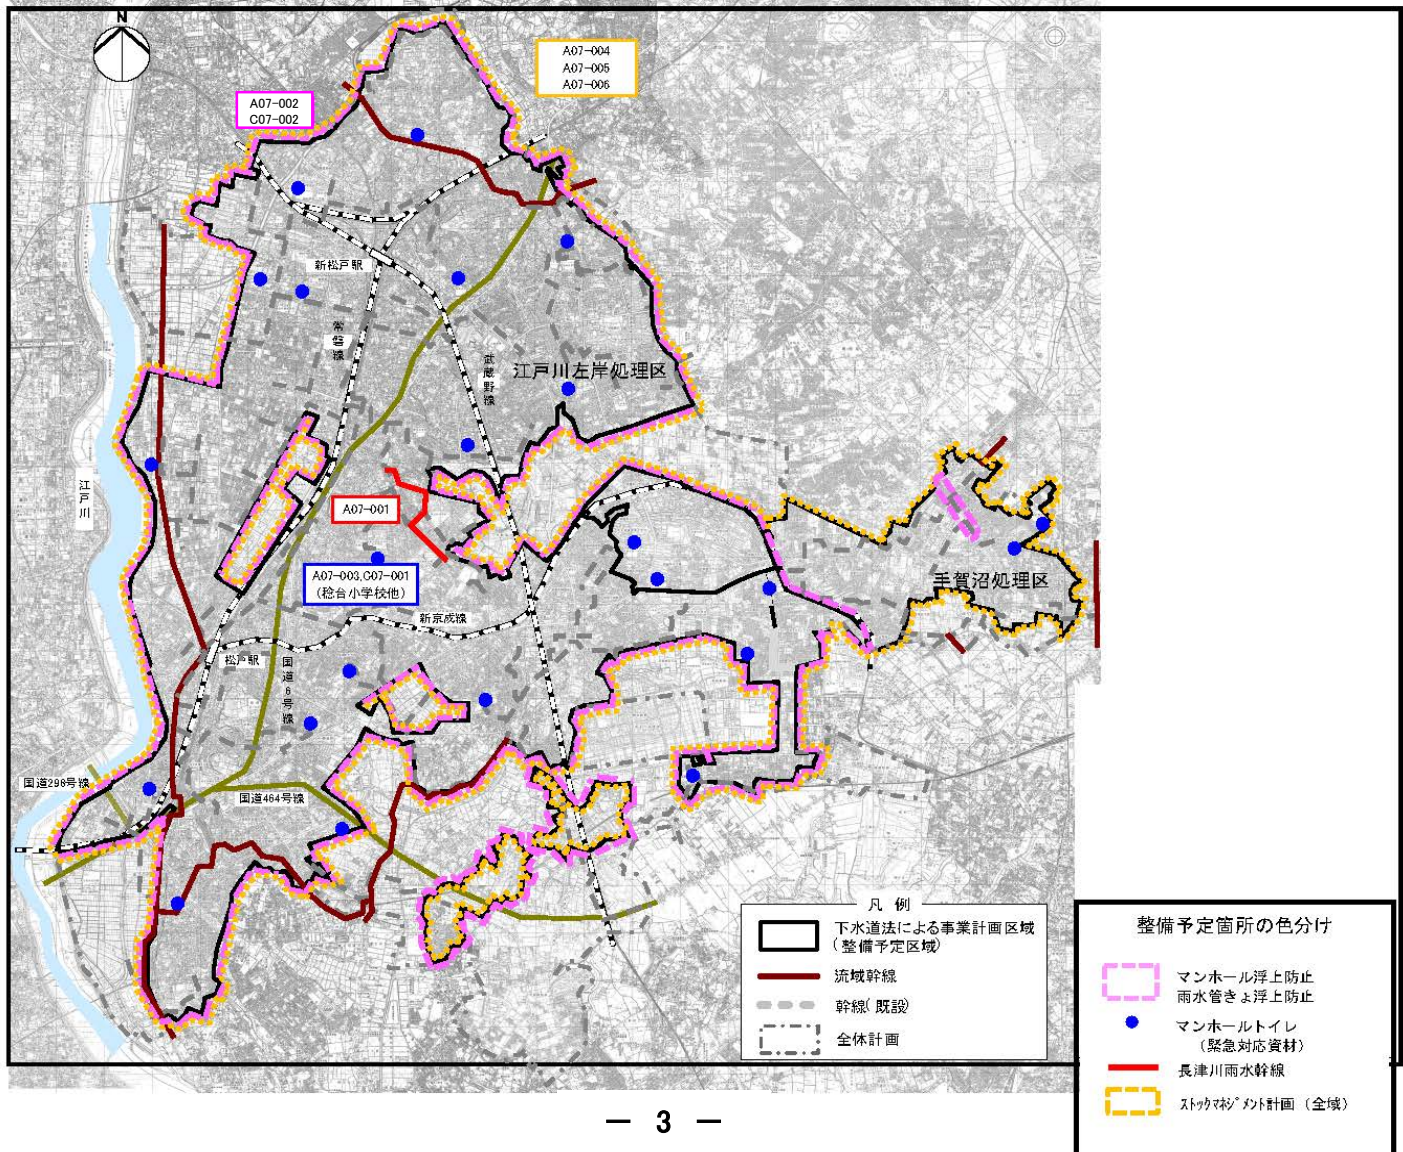 N
A07-004
A07-005
A07-006
A07-002
C07-002
新松戸駅
常磐線
武蔵野線
江戸川左岸処理区
江戸川
A07-001
A07-003,C07-001
(稔台小学校他)
手賀沼処理区
新京成線
松戸駅
国道6号線
国道298号線
国道464号線
凡 例
下水道法による事業計画区域
(整備予定区域)
流域幹線
幹線(既設)
全体計画
整備予定箇所の色分け
マンホール浮上防止
雨水管きょ浮上防止
マンホールトイレ
(緊急対応資材)
長津川雨水幹線
ストックマネジメント計画 (全域)
― 3 ―